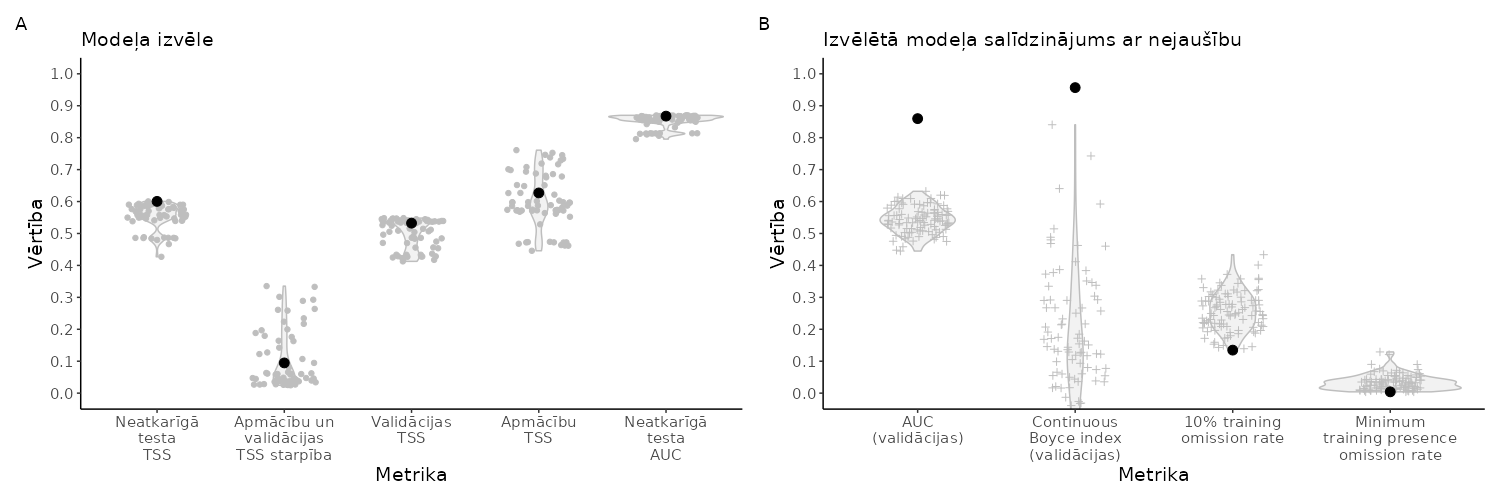 A
Modeļa izvēle
Vērtība
1.0
0.9
0.8
0.7
0.6
0.5
0.4
0.3
0.2
0.1
0.0
Neatkarīgā
testa
TSS
Apmācību un
validācijas
TSS starpība
Validācijas
TSS
Apmācību
TSS
Neatkarīgā
testa
AUC
Metrika
B
Izvēlētā modeļa salīdzinājums ar nejaušību
Vērtība
1.0
0.9
0.8
0.7
0.6
0.5
0.4
0.3
0.2
0.1
0.0
AUC
(validācijas)
Continuous
Boyce index
(validācijas)
10% training
omission rate
Minimum
training presence
omission rate
Metrika